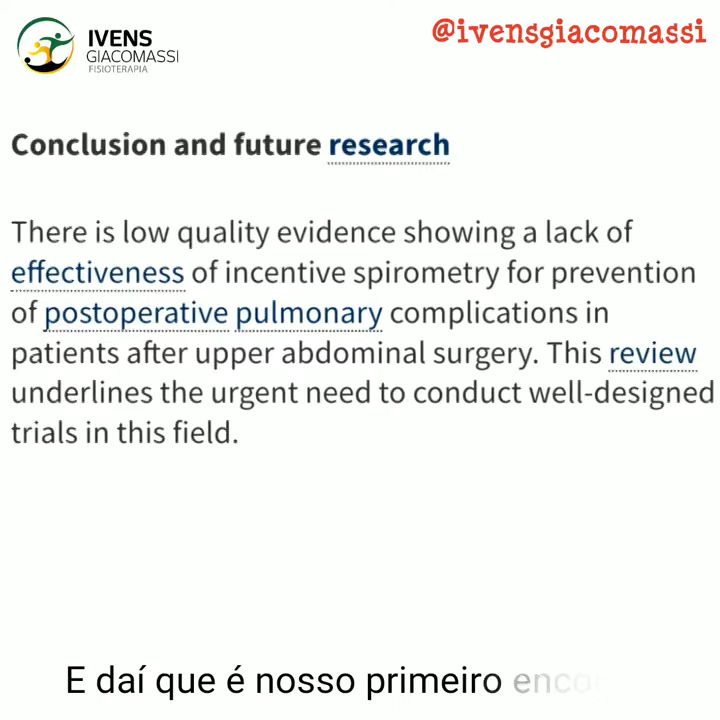 IVENS
GIACOMASSI
FISIOTERAPIA
@ivensgiacomassi
Conclusion and future research
There is low quality evidence showing a lack of
effectiveness of incentive spirometry for prevention
of postoperative pulmonary complications in
patients after upper abdominal surgery. This review
underlines the urgent need to conduct well-designed
trials in this field.
E daí que é nosso primeiro